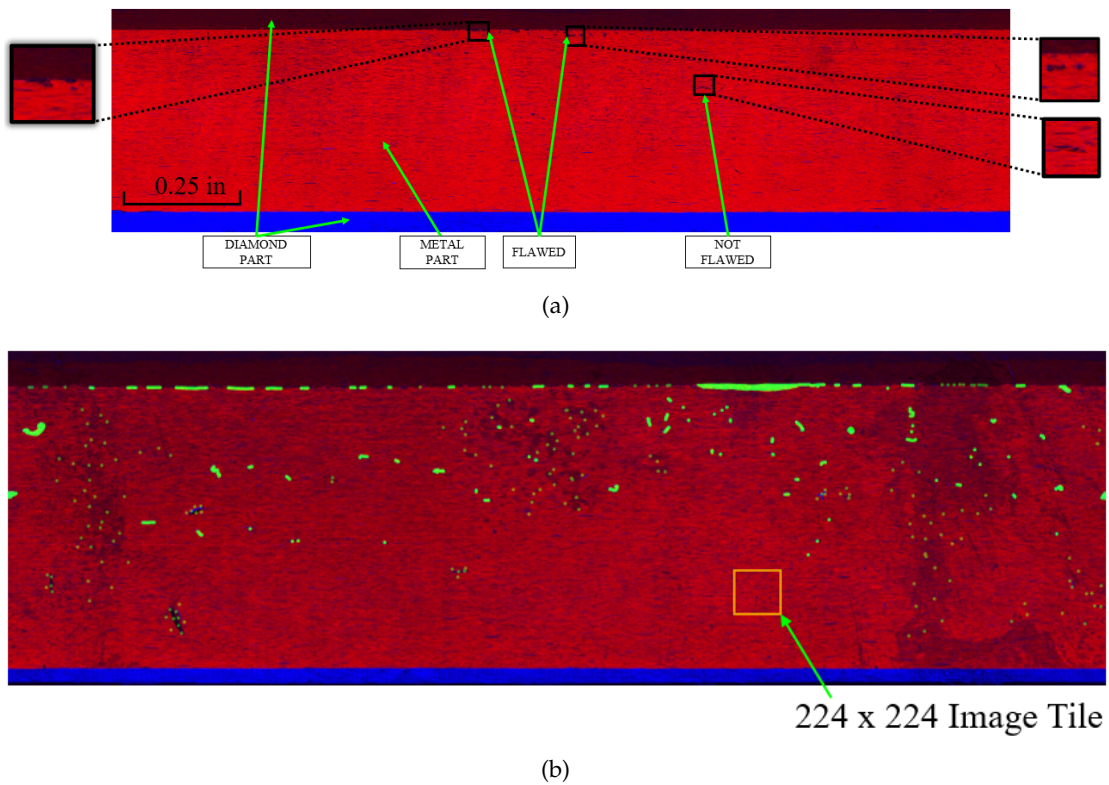 0.25 in
DIAMOND
PART
METAL
PART
FLAWED
NOT
FLAWED
(a)
224 x 224 Image Tile
(b)